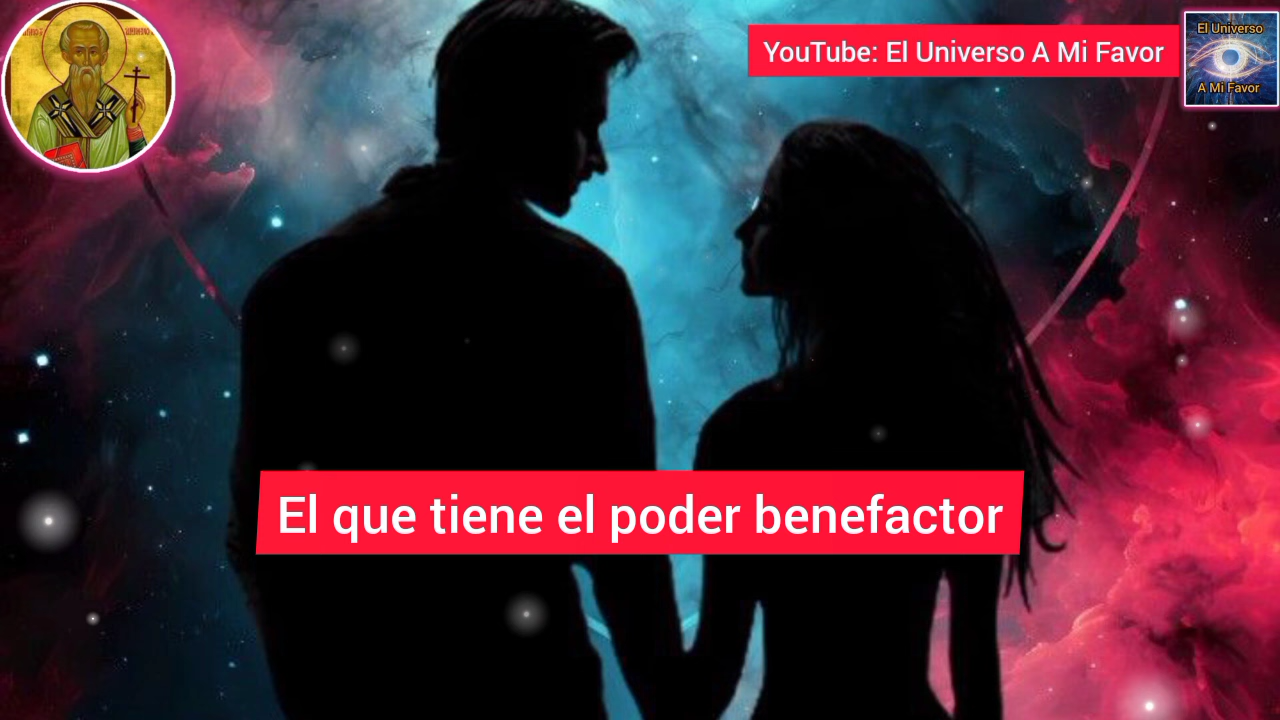 YouTube: El Universo A Mi Favor
El Universo
A Mi Favor
El que tiene el poder benefactor